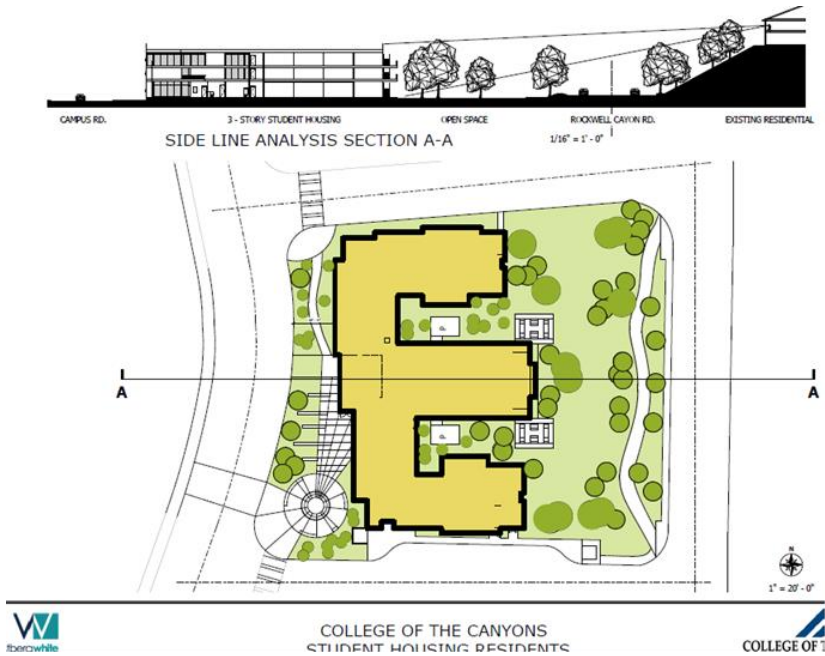 CAMPUS RD.
3 - STORY STUDENT HOUSING
OPEN SPACE
ROCKWELL CAYON RD.
EXISTING RESIDENTIAL
SIDE LINE ANALYSIS SECTION A-A
1/16" = 1' - 0"
A
A
N
1" = 20' - 0"
COLLEGE OF THE CANYONS
STUDENT HOUSING RESIDENTS
tbergwhite
COLLEGE OF T